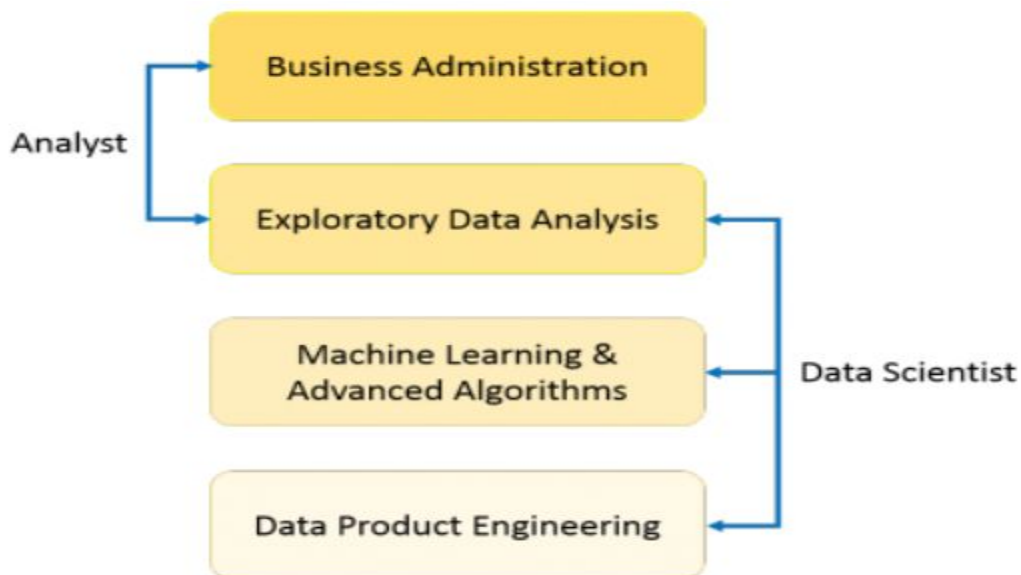 Business Administration
Analyst
Exploratory Data Analysis
Machine Learning &
Advanced Algorithms
Data Scientist
Data Product Engineering